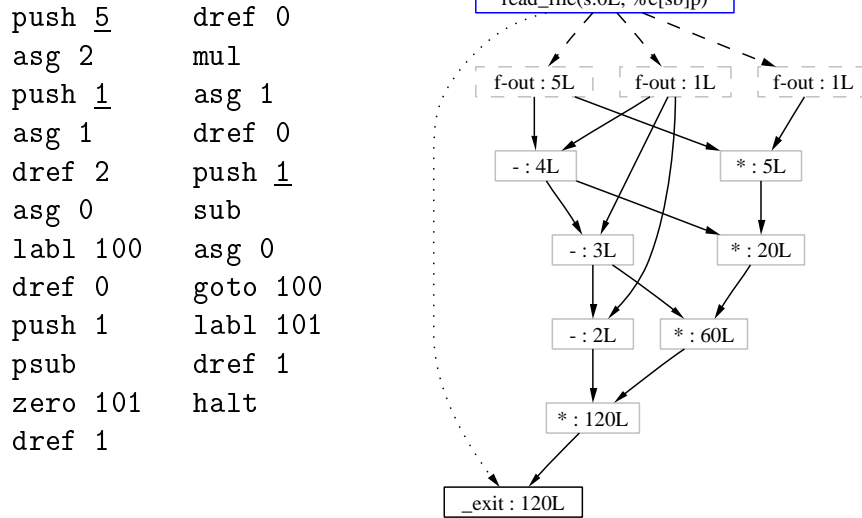 push 5
asg 2
push 1
asg 1
dref 2
asg 0
labl 100
dref 0
push 1
psub
zero 101
dref 1
dref 0
mul
asg 1
dref 0
push 1
sub
asg 0
goto 100
labl 101
dref 1
halt
f-out : 5L
f-out : 1L
f-out : 1L
- : 4L
* : 5L
- : 3L
* : 20L
- : 2L
* : 60L
* : 120L
_exit : 120L